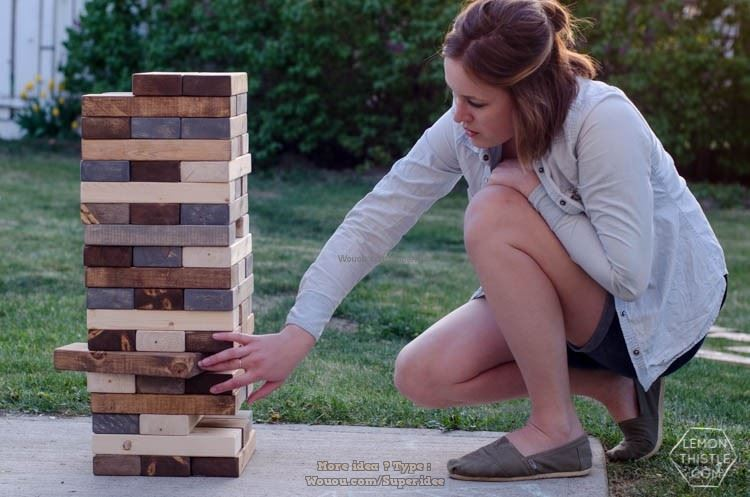 More idea ? Type :
Wouou.com/Superidee
LEMON
THISTLE
.COM